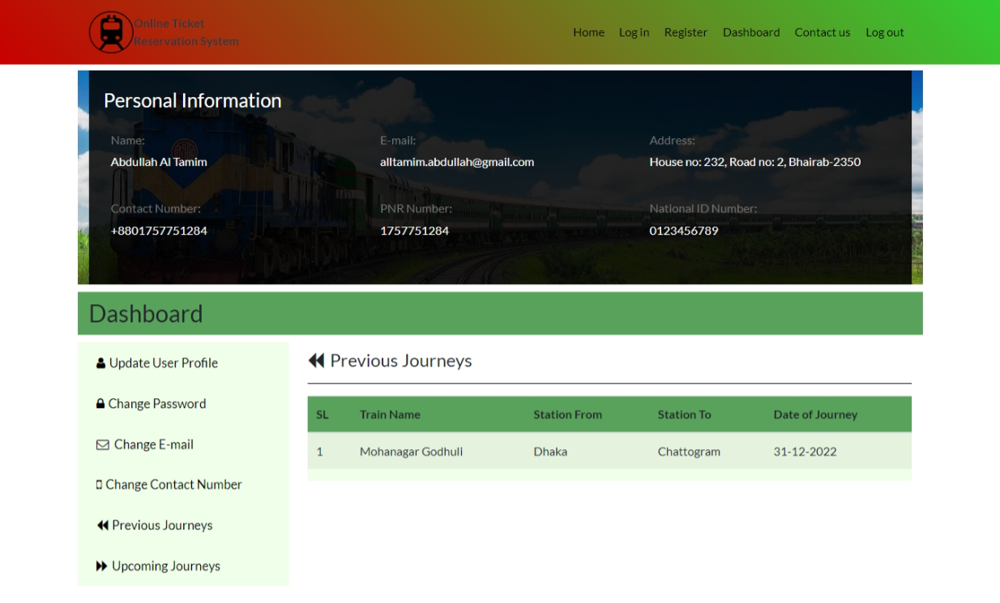 Online Ticket
Reservation System
Home Log in Register Dashboard Contact us Log out
Personal Information
Name: E-mail: Address:
Abdullah Al Tamim alltamim.abdullah@gmail.com House no: 232, Road no: 2, Bhairab-2350
Contact Number: PNR Number: National ID Number:
+8801757751284 1757751284 0123456789
Dashboard
Update User Profile
Change Password
Change E-mail
Change Contact Number
Previous Journeys
Upcoming Journeys
Previous Journeys
SL Train Name Station From Station To Date of Journey
1 Mohanagar Godhuli Dhaka Chattogram 31-12-2022